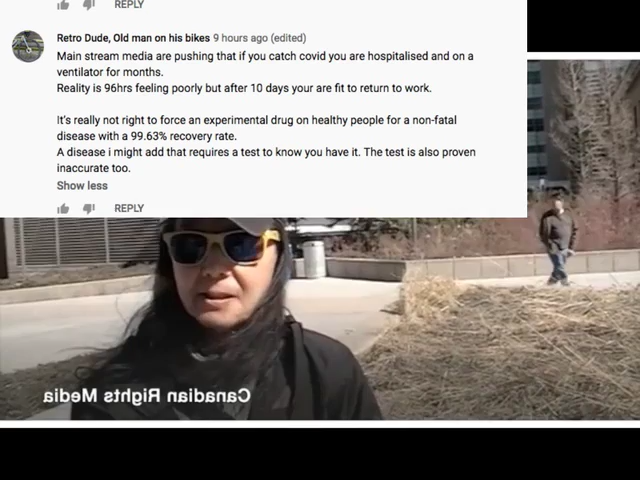 REPLY
Retro Dude, Old man on his bikes 9 hours ago (edited)
Main stream media are pushing that if you catch covid you are hospitalised and on a
ventilator for months.
Reality is 96hrs feeling poorly but after 10 days your are fit to return to work.
It's really not right to force an experimental drug on healthy people for a non-fatal
disease with a 99.63% recovery rate.
A disease i might add that requires a test to know you have it. The test is also proven
inaccurate too.
Show less
REPLY
Canadian Rights Media